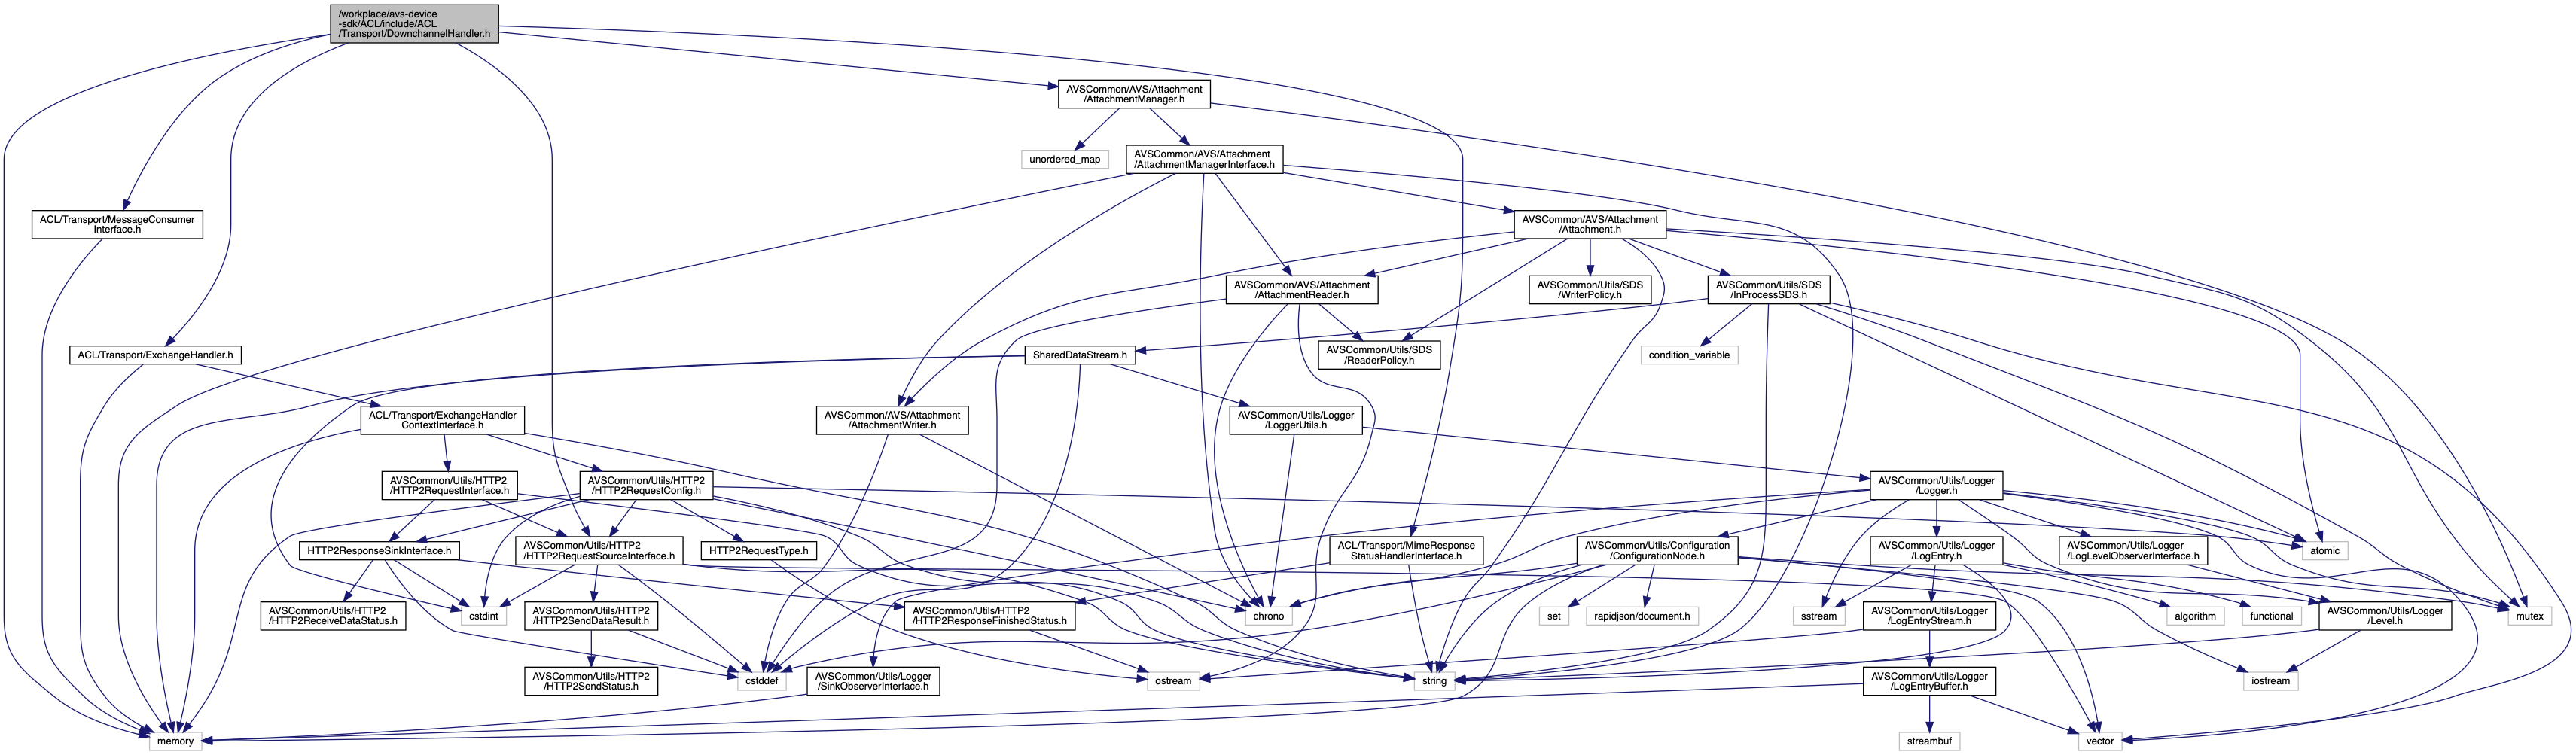 /workplace/avs-device
-sdk/ACL/include/ACL
/Transport/DownchannelHandler.h
AVSCommon/AVS/Attachment
/AttachmentManager.h
unordered_map
AVSCommon/AVS/Attachment
/AttachmentManagerInterface.h
ACL/Transport/MessageConsumer
Interface.h
AVSCommon/AVS/Attachment
/Attachment.h
AVSCommon/AVS/Attachment
/AttachmentReader.h
AVSCommon/Utils/SDS
/WriterPolicy.h
AVSCommon/Utils/SDS
/InProcessSDS.h
ACL/Transport/ExchangeHandler.h
SharedDataStream.h
AVSCommon/Utils/SDS
/ReaderPolicy.h
condition_variable
ACL/Transport/ExchangeHandler
ContextInterface.h
AVSCommon/AVS/Attachment
/AttachmentWriter.h
AVSCommon/Utils/Logger
/LoggerUtils.h
AVSCommon/Utils/HTTP2
/HTTP2RequestInterface.h
AVSCommon/Utils/HTTP2
/HTTP2RequestConfig.h
AVSCommon/Utils/Logger
/Logger.h
HTTP2ResponseSinkInterface.h
AVSCommon/Utils/HTTP2
/HTTP2RequestSourceInterface.h
HTTP2RequestType.h
ACL/Transport/MimeResponse
StatusHandlerInterface.h
AVSCommon/Utils/Configuration
/ConfigurationNode.h
AVSCommon/Utils/Logger
/LogEntry.h
AVSCommon/Utils/Logger
/LogLevelObserverInterface.h
atomic
AVSCommon/Utils/HTTP2
/HTTP2ReceiveDataStatus.h
cstdint
AVSCommon/Utils/HTTP2
/HTTP2SendDataResult.h
AVSCommon/Utils/HTTP2
/HTTP2ResponseFinishedStatus.h
chrono
set
rapidjson/document.h
sstream
AVSCommon/Utils/Logger
/LogEntryStream.h
algorithm
functional
AVSCommon/Utils/Logger
/Level.h
mutex
AVSCommon/Utils/HTTP2
/HTTP2SendStatus.h
cstddef
AVSCommon/Utils/Logger
/SinkObserverInterface.h
ostream
string
AVSCommon/Utils/Logger
/LogEntryBuffer.h
iostream
memory
streambuf
vector